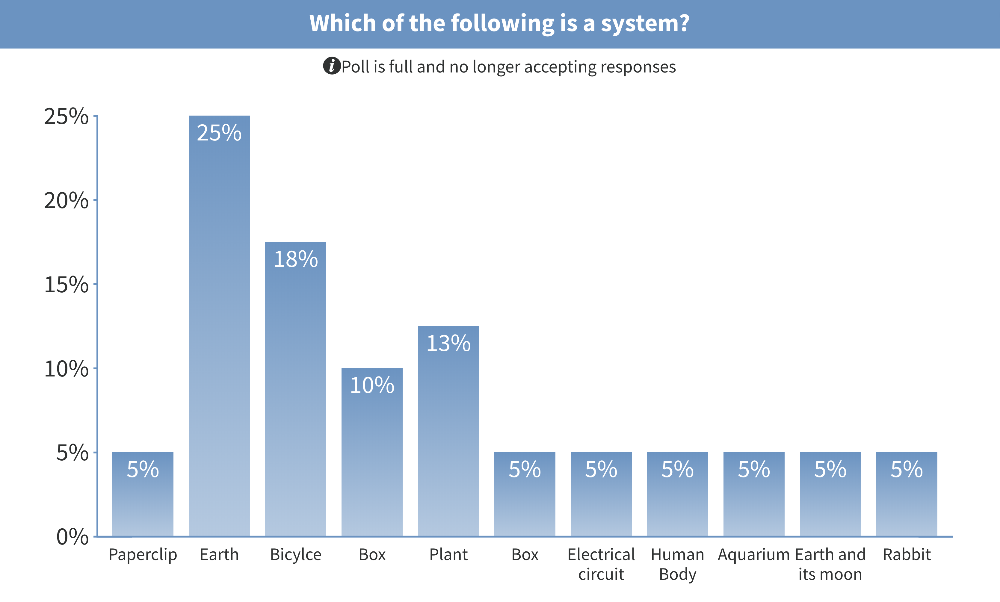 Which of the following is a system?
Poll is full and no longer accepting responses
25%
20%
15%
10%
5%
0%
5%
25%
18%
10%
13%
5%
5%
5%
5%
5%
5%
Paperclip
Earth
Bicylce
Box
Plant
Box
Electrical
circuit
Human
Body
Aquarium
Earth and
its moon
Rabbit